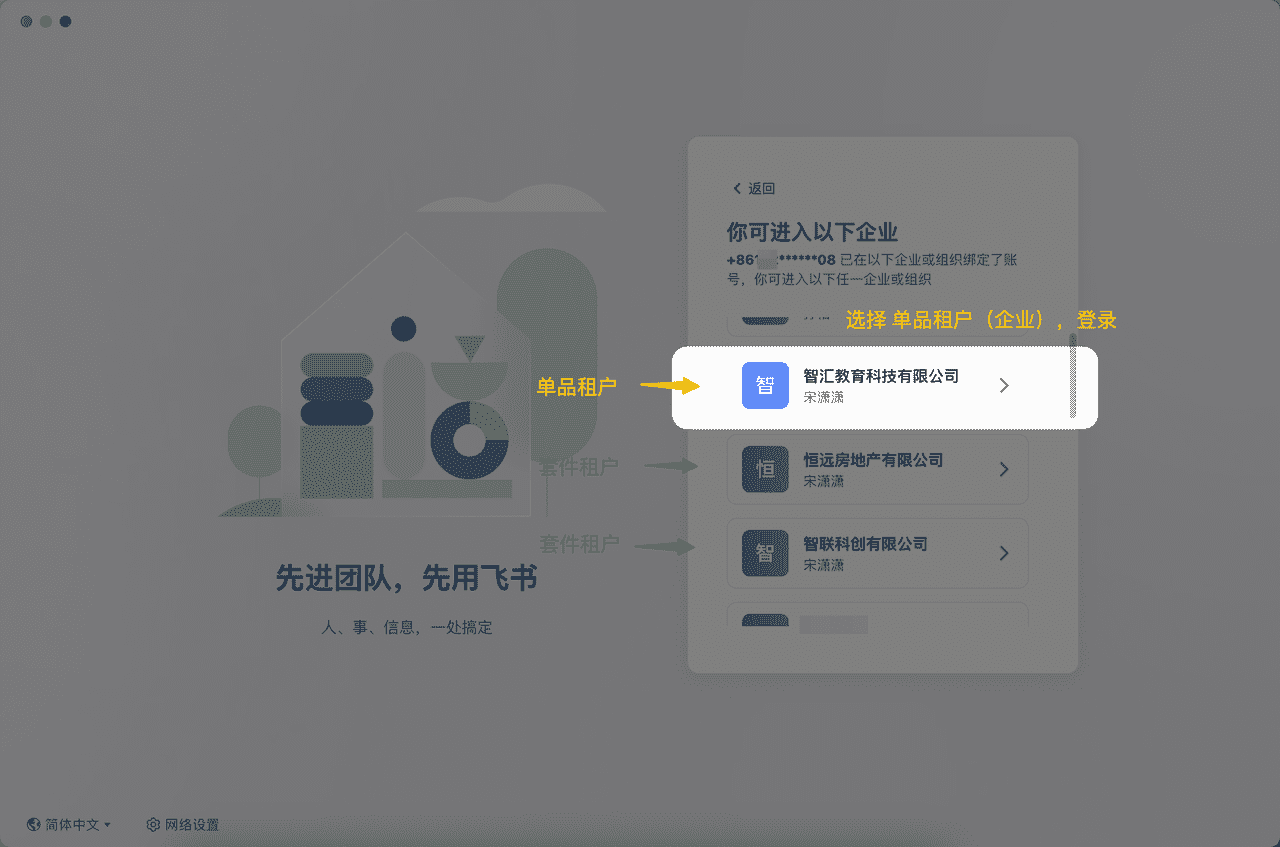 返回
你可进入以下企业
+861******08 已在以下企业或组织绑定了账
号，你可进入以下任一企业或组织
选择 单品租户（企业），登录
单品租户
智
智汇教育科技有限公司
宋潇潇
套件租户
恒
恒远房地产有限公司
宋潇潇
套件租户
智
智联科创有限公司
宋潇潇
先进团队，先用飞书
人、事、信息，一处搞定
简体中文
网络设置